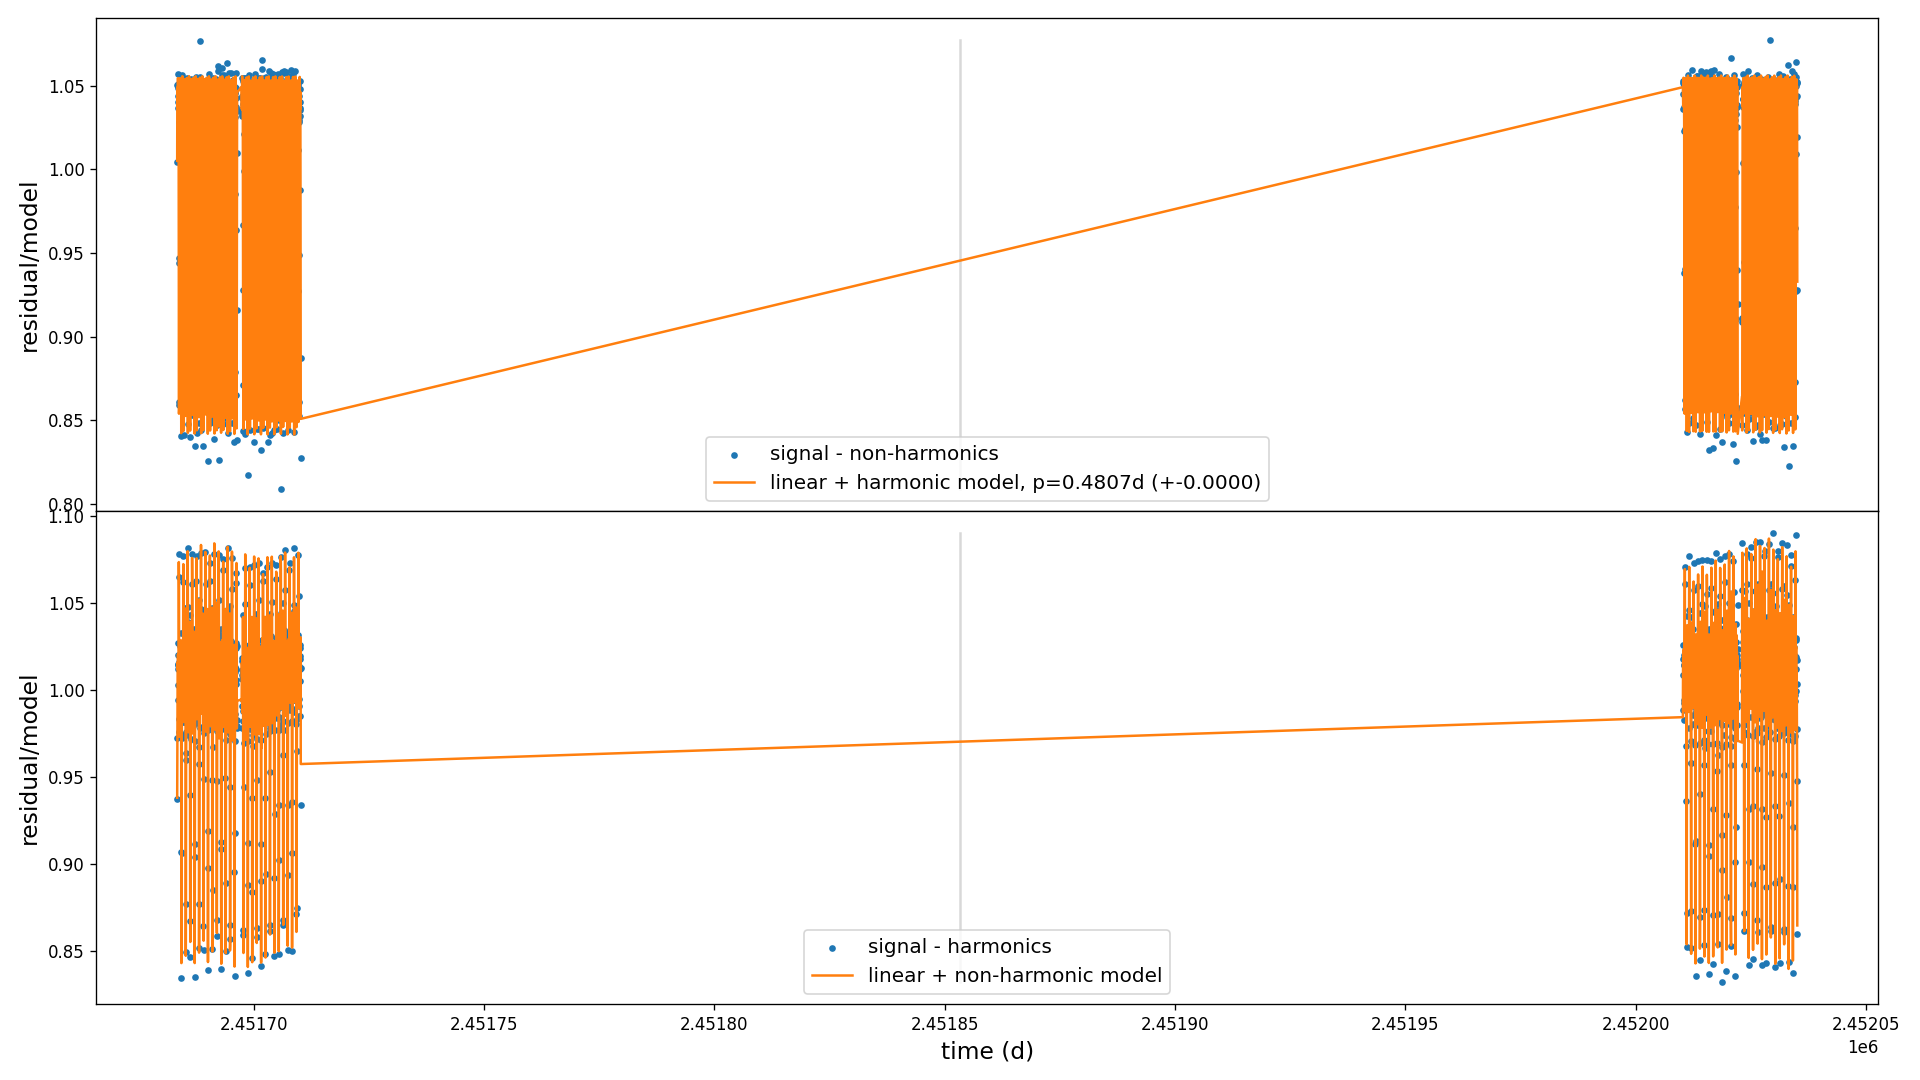 1.05
1.00
0.95
0.90
0.85
0.80
residual/model
signal - non-harmonics
linear + harmonic model, p=0.4807d (+-0.0000)
1.10
1.05
1.00
0.95
0.90
0.85
residual/model
signal - harmonics
linear + non-harmonic model
2.45170 2.45175 2.45180 2.45185 2.45190 2.45195 2.45200 2.45205
time (d)
1e6